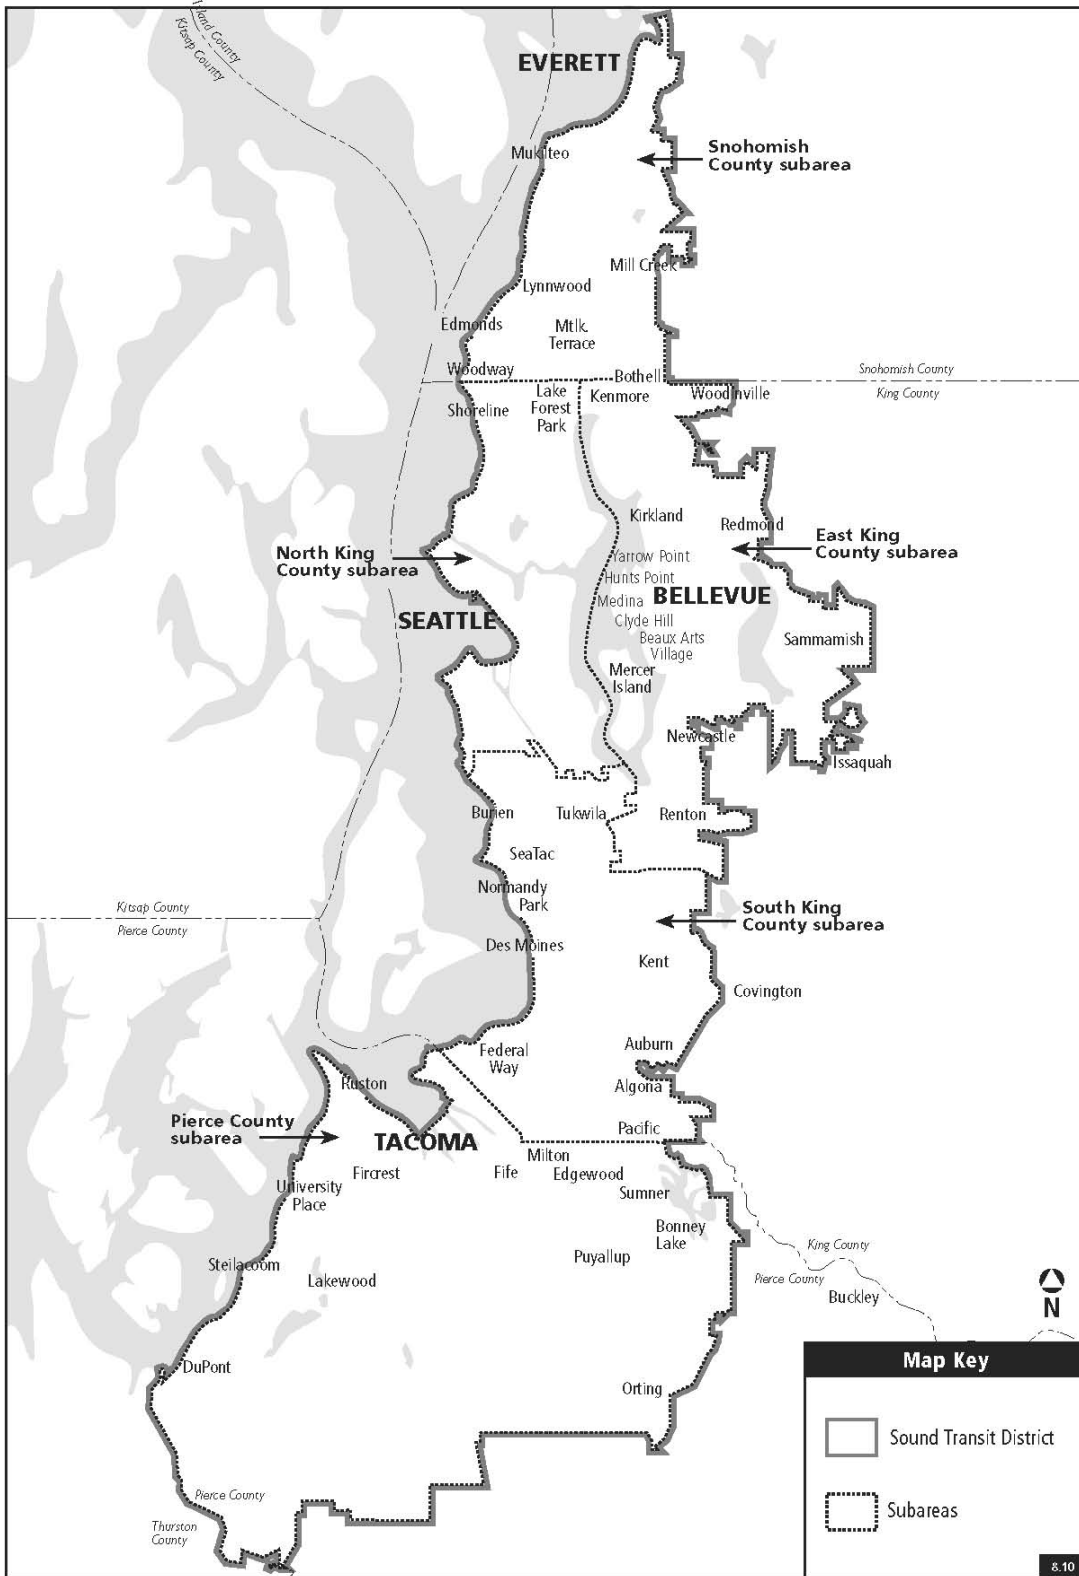 Island County
Kitsap County
EVERETT
Mukilteo
Snohomish
County subarea
Mill Creek
Lynnwood
Edmonds
Mtlk.
Terrace
Woodway
Bothell
Snohomish County
King County
Shoreline
Lake
Forest
Park
Kenmore
Woodinville
Kirkland
Redmond
North King
County subarea
East King
County subarea
Yarrow Point
Hunts Point
Medina
BELLEVUE
SEATTLE
Clyde Hill
Beaux Arts
Village
Sammamish
Mercer
Island
Newcastle
Issaquah
Burien
Tukwila
Renton
SeaTac
Normandy
Park
Kitsap County
Pierce County
South King
County subarea
Des Moines
Kent
Covington
Federal
Way
Auburn
Ruston
Algona
Pierce County
subarea
TACOMA
Pacific
Milton
Fircrest
Fife
Edgewood
University
Place
Sumner
Bonney
Lake
Puyallup
King County
Pierce County
Buckley
Steilacoom
Lakewood
N
DuPont
Orting
Pierce County
Thurston
County
Map Key
Sound Transit District
Subareas
8.10